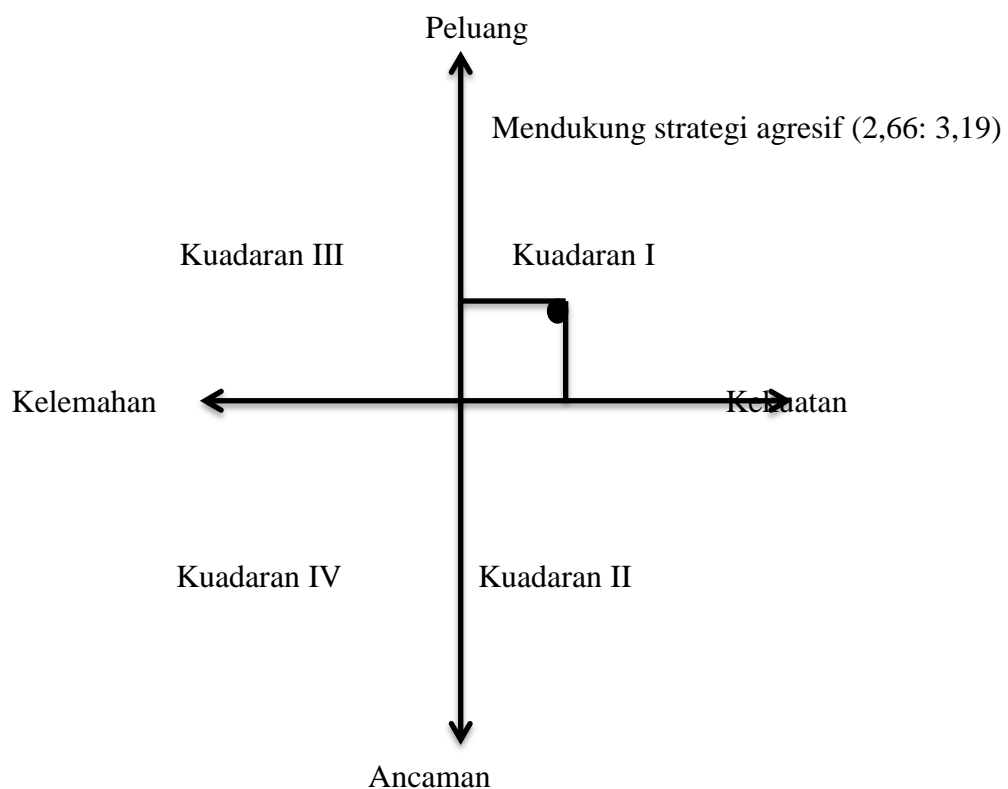 Peluang
Mendukung strategi agresif (2,66: 3,19)
Kuadaran III
Kuadaran I
Kelemahan
Kekuatan
Kuadaran IV
Kuadaran II
Ancaman